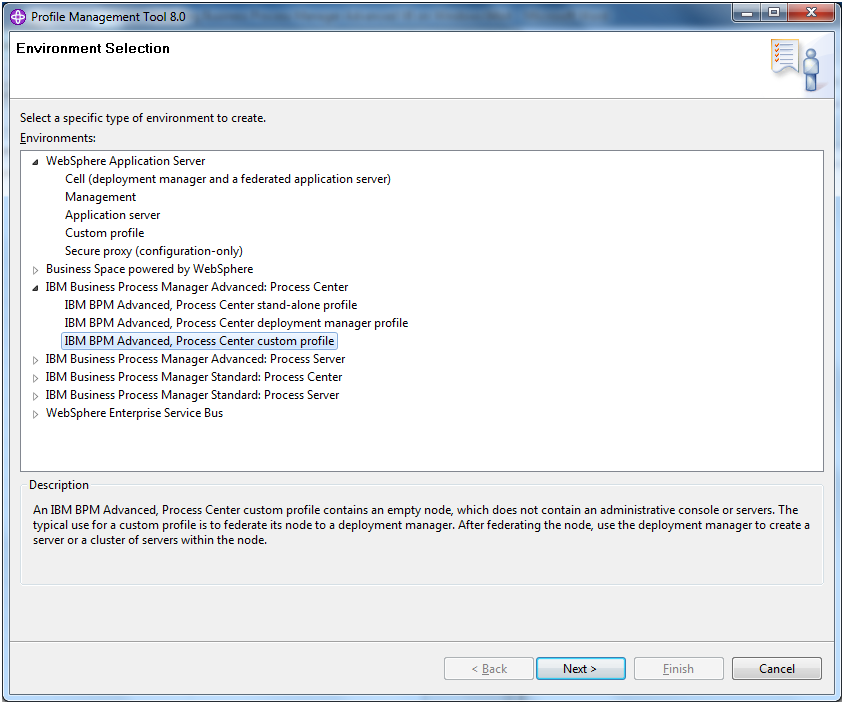 Profile Management Tool 8.0
Environment Selection
Select a specific type of environment to create.
Environments:
WebSphere Application Server
Cell (deployment manager and a federated application server)
Management
Application server
Custom profile
Secure proxy (configuration-only)
Business Space powered by WebSphere
IBM Business Process Manager Advanced: Process Center
IBM BPM Advanced, Process Center stand-alone profile
IBM BPM Advanced, Process Center deployment manager profile
IBM BPM Advanced, Process Center custom profile
IBM Business Process Manager Advanced: Process Server
IBM Business Process Manager Standard: Process Center
IBM Business Process Manager Standard: Process Server
WebSphere Enterprise Service Bus
Description
An IBM BPM Advanced, Process Center custom profile contains an empty node, which does not contain an administrative console or servers. The
typical use for a custom profile is to federate its node to a deployment manager. After federating the node, use the deployment manager to create a
server or a cluster of servers within the node.
< Back
Next >
Finish
Cancel